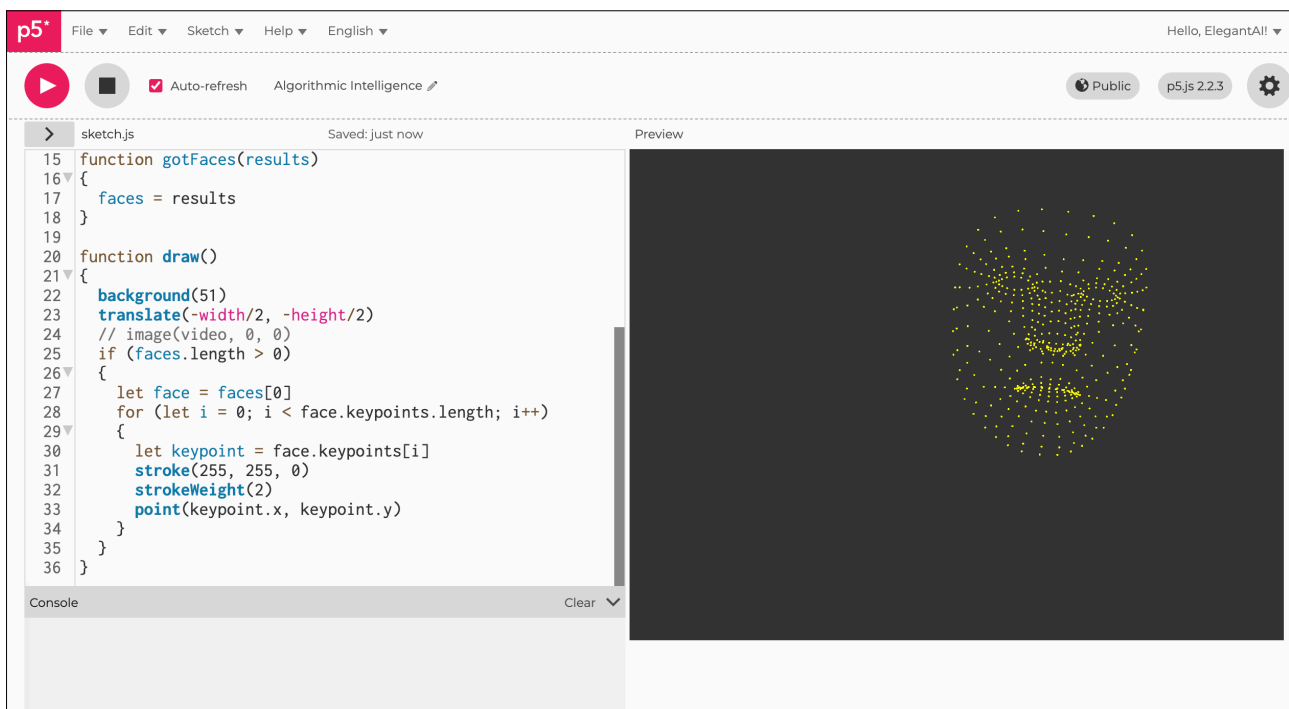 p5* File Edit Sketch Help English Hello, ElegantAI!
Auto-refresh Algorithmic Intelligence Public p5.js 2.2.3
sketch.js Saved: just now Preview
15 function gotFaces(results)
16 {
17   faces = results
18 }
19
20 function draw()
21 {
22   background(51)
23   translate(-width/2, -height/2)
24   // image(video, 0, 0)
25   if (faces.length > 0)
26   {
27     let face = faces[0]
28     for (let i = 0; i < face.keypoints.length; i++)
29     {
30       let keypoint = face.keypoints[i]
31       stroke(255, 255, 0)
32       strokeWeight(2)
33       point(keypoint.x, keypoint.y)
34     }
35   }
36 }
Console Clear